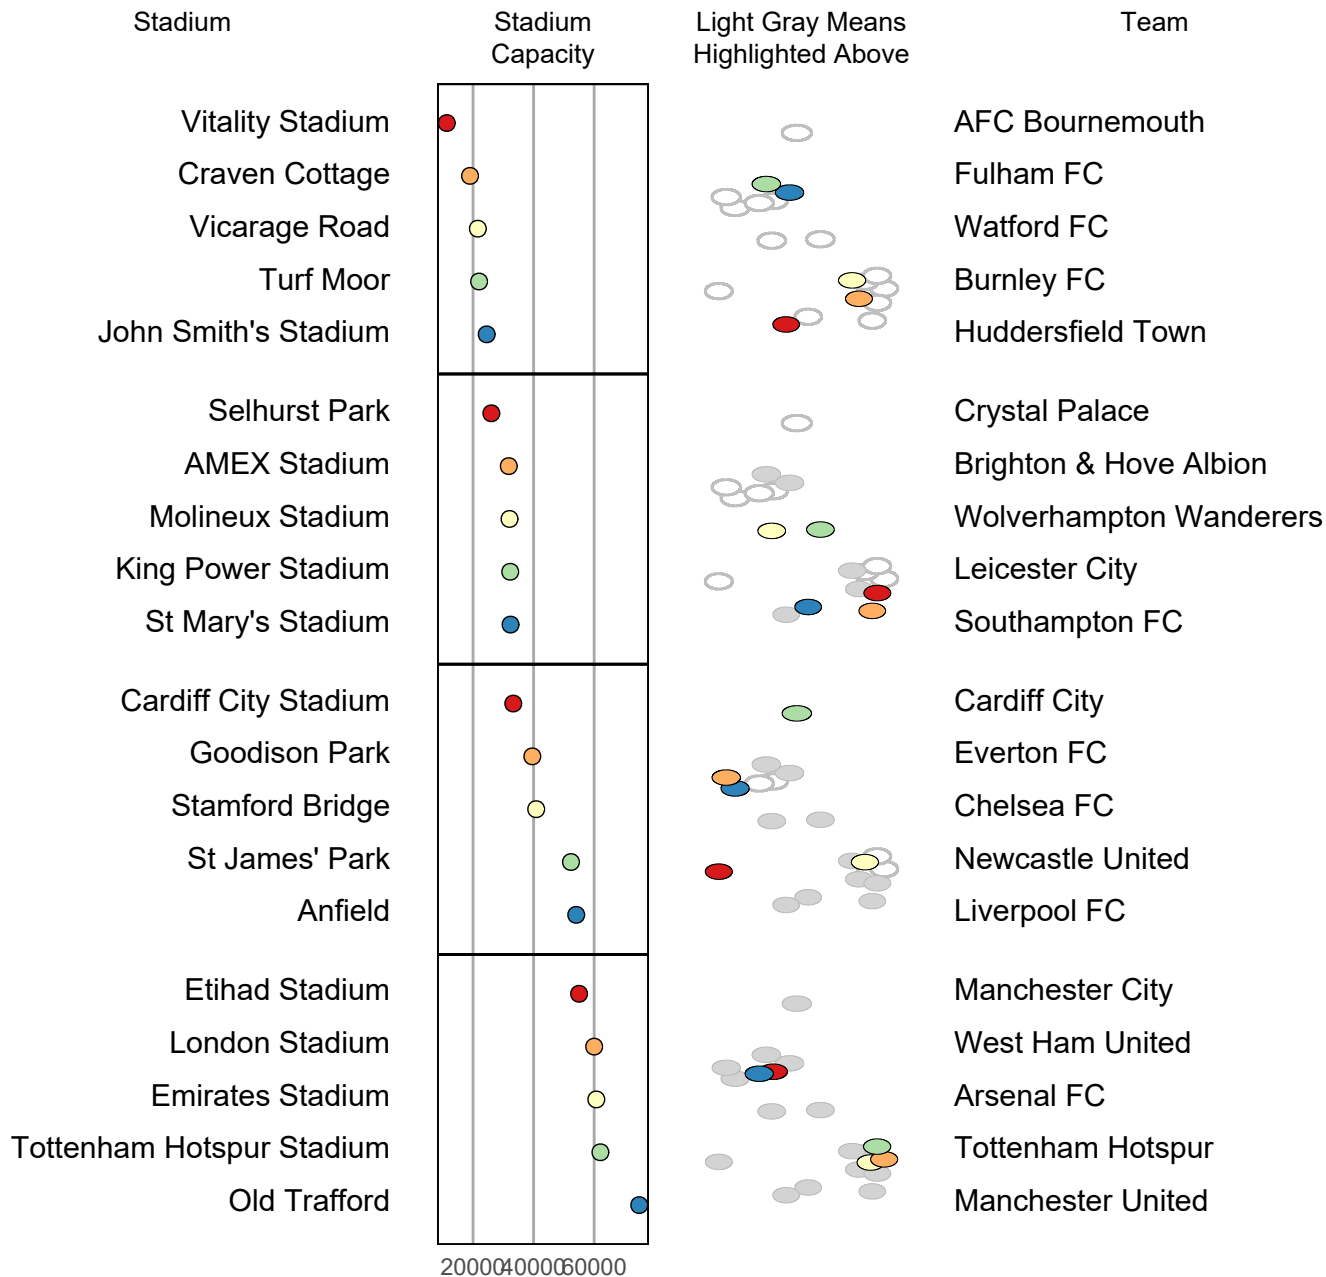 Stadium
Stadium
Capacity
Light Gray Means
Highlighted Above
Team
Vitality Stadium
AFC Bournemouth
Craven Cottage
Fulham FC
Vicarage Road
Watford FC
Turf Moor
Burnley FC
John Smith's Stadium
Huddersfield Town
Selhurst Park
Crystal Palace
AMEX Stadium
Brighton & Hove Albion
Molineux Stadium
Wolverhampton Wanderers
King Power Stadium
Leicester City
St Mary's Stadium
Southampton FC
Cardiff City Stadium
Cardiff City
Goodison Park
Everton FC
Stamford Bridge
Chelsea FC
St James' Park
Newcastle United
Anfield
Liverpool FC
Etihad Stadium
Manchester City
London Stadium
West Ham United
Emirates Stadium
Arsenal FC
Tottenham Hotspur Stadium
Tottenham Hotspur
Old Trafford
Manchester United
20000 40000 60000